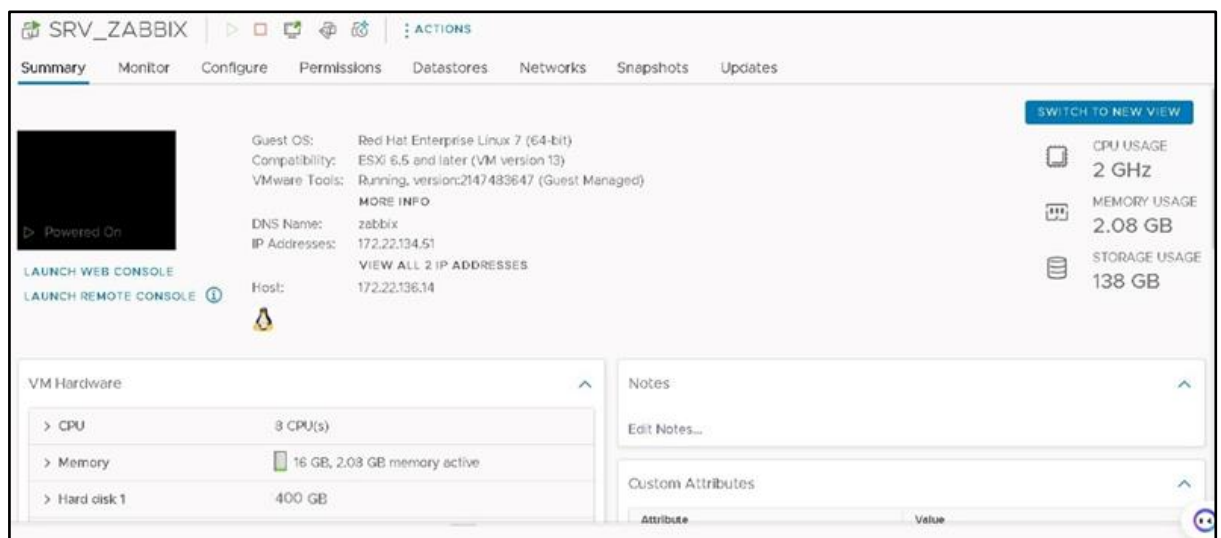 SRV_ZABBIX
ACTIONS
Summary Monitor Configure Permissions Datastores Networks Snapshots Updates
SWITCH TO NEW VIEW
Powered On
LAUNCH WEB CONSOLE
LAUNCH REMOTE CONSOLE
Guest OS: Red Hat Enterprise Linux 7 (64-bit)
Compatibility: ESXi 6.5 and later (VM version 13)
VMware Tools: Running, version:2147483647 (Guest Managed)
MORE INFO
DNS Name: zabbix
IP Addresses: 172.22.134.51
VIEW ALL 2 IP ADDRESSES
Host: 172.22.136.14
CPU USAGE
2 GHz
MEMORY USAGE
2.08 GB
STORAGE USAGE
138 GB
VM Hardware
CPU 8 CPU(s)
Memory 16 GB, 2.08 GB memory active
Hard disk 1 400 GB
Notes
Edit Notes...
Custom Attributes
Attribute Value